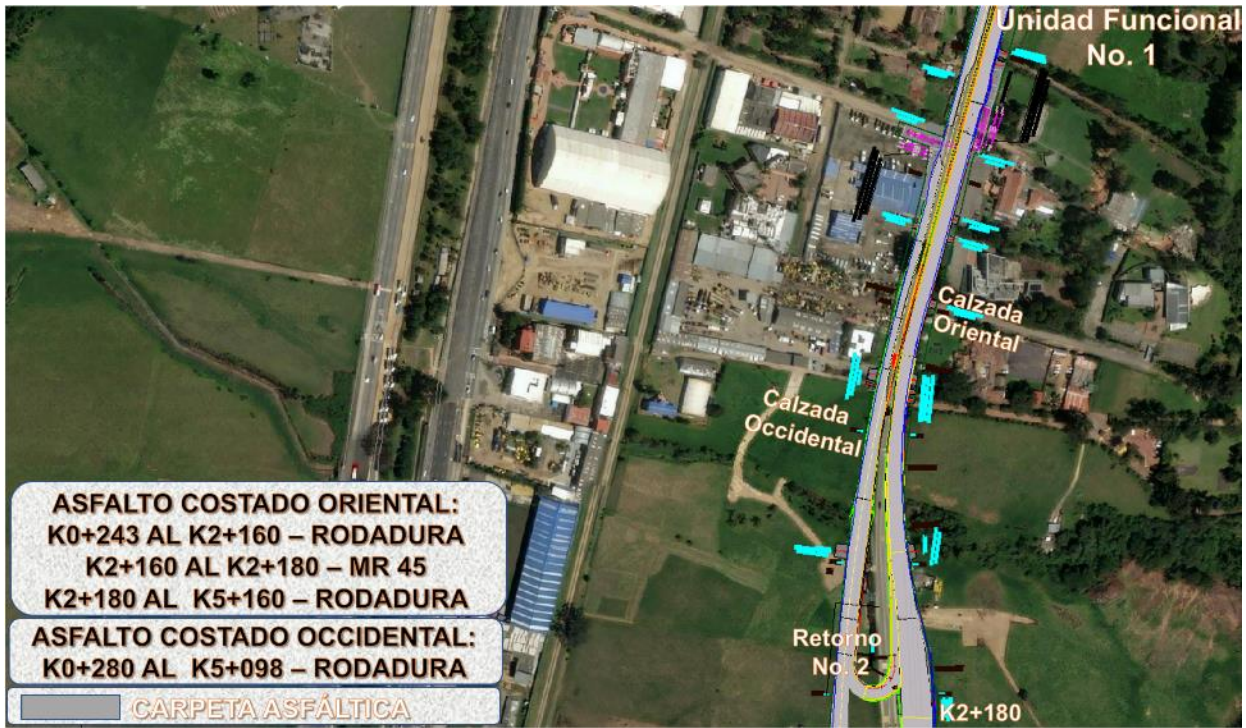 Unidad Funcional
No. 1
Calzada
Oriental
Calzada
Occidental
ASFALTO COSTADO ORIENTAL:
K0+243 AL K2+160 – RODADURA
K2+160 AL K2+180 – MR 45
K2+180 AL K5+160 – RODADURA
ASFALTO COSTADO OCCIDENTAL:
K0+280 AL K5+098 – RODADURA
CARPETA ASFÁLTICA
Retorno
No. 2
K2+180